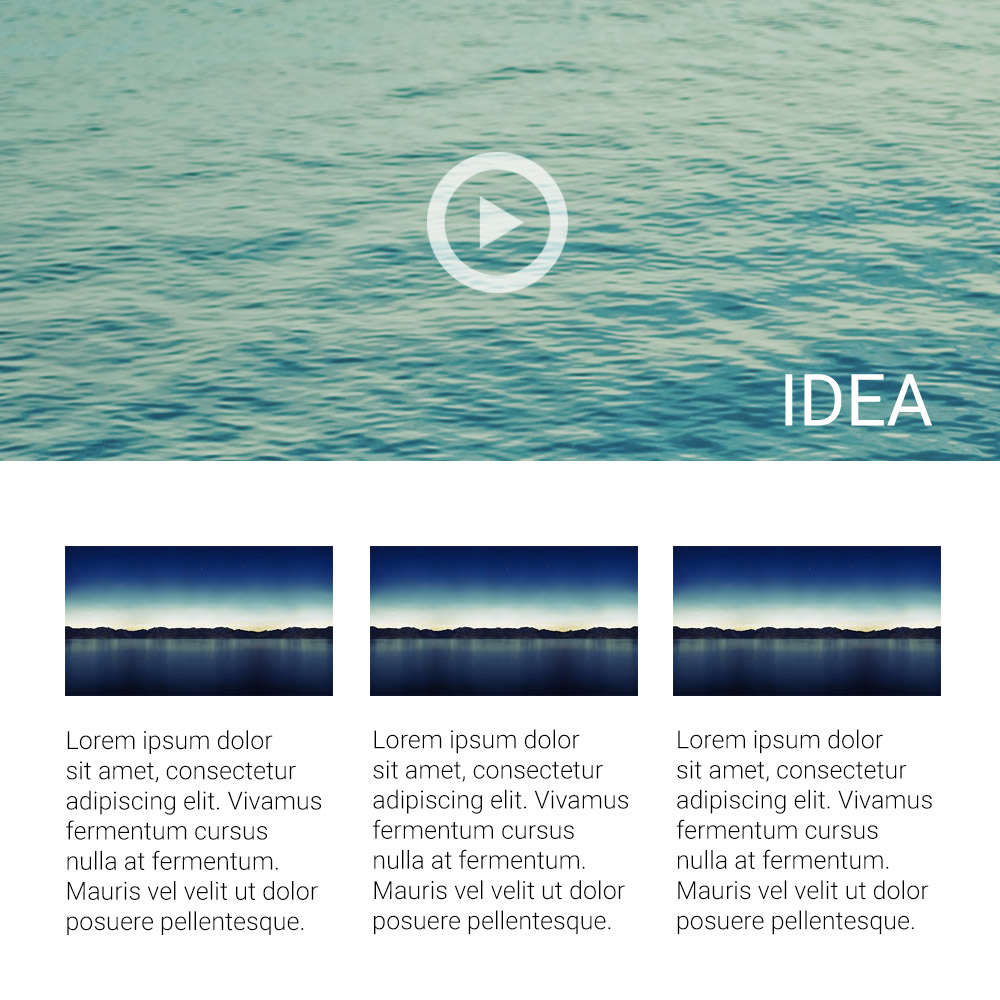 IDEA
Lorem ipsum dolor
sit amet, consectetur
adipiscing elit. Vivamus
fermentum cursus
nulla at fermentum.
Mauris vel velit ut dolor
posuere pellentesque.
Lorem ipsum dolor
sit amet, consectetur
adipiscing elit. Vivamus
fermentum cursus
nulla at fermentum.
Mauris vel velit ut dolor
posuere pellentesque.
Lorem ipsum dolor
sit amet, consectetur
adipiscing elit. Vivamus
fermentum cursus
nulla at fermentum.
Mauris vel velit ut dolor
posuere pellentesque.